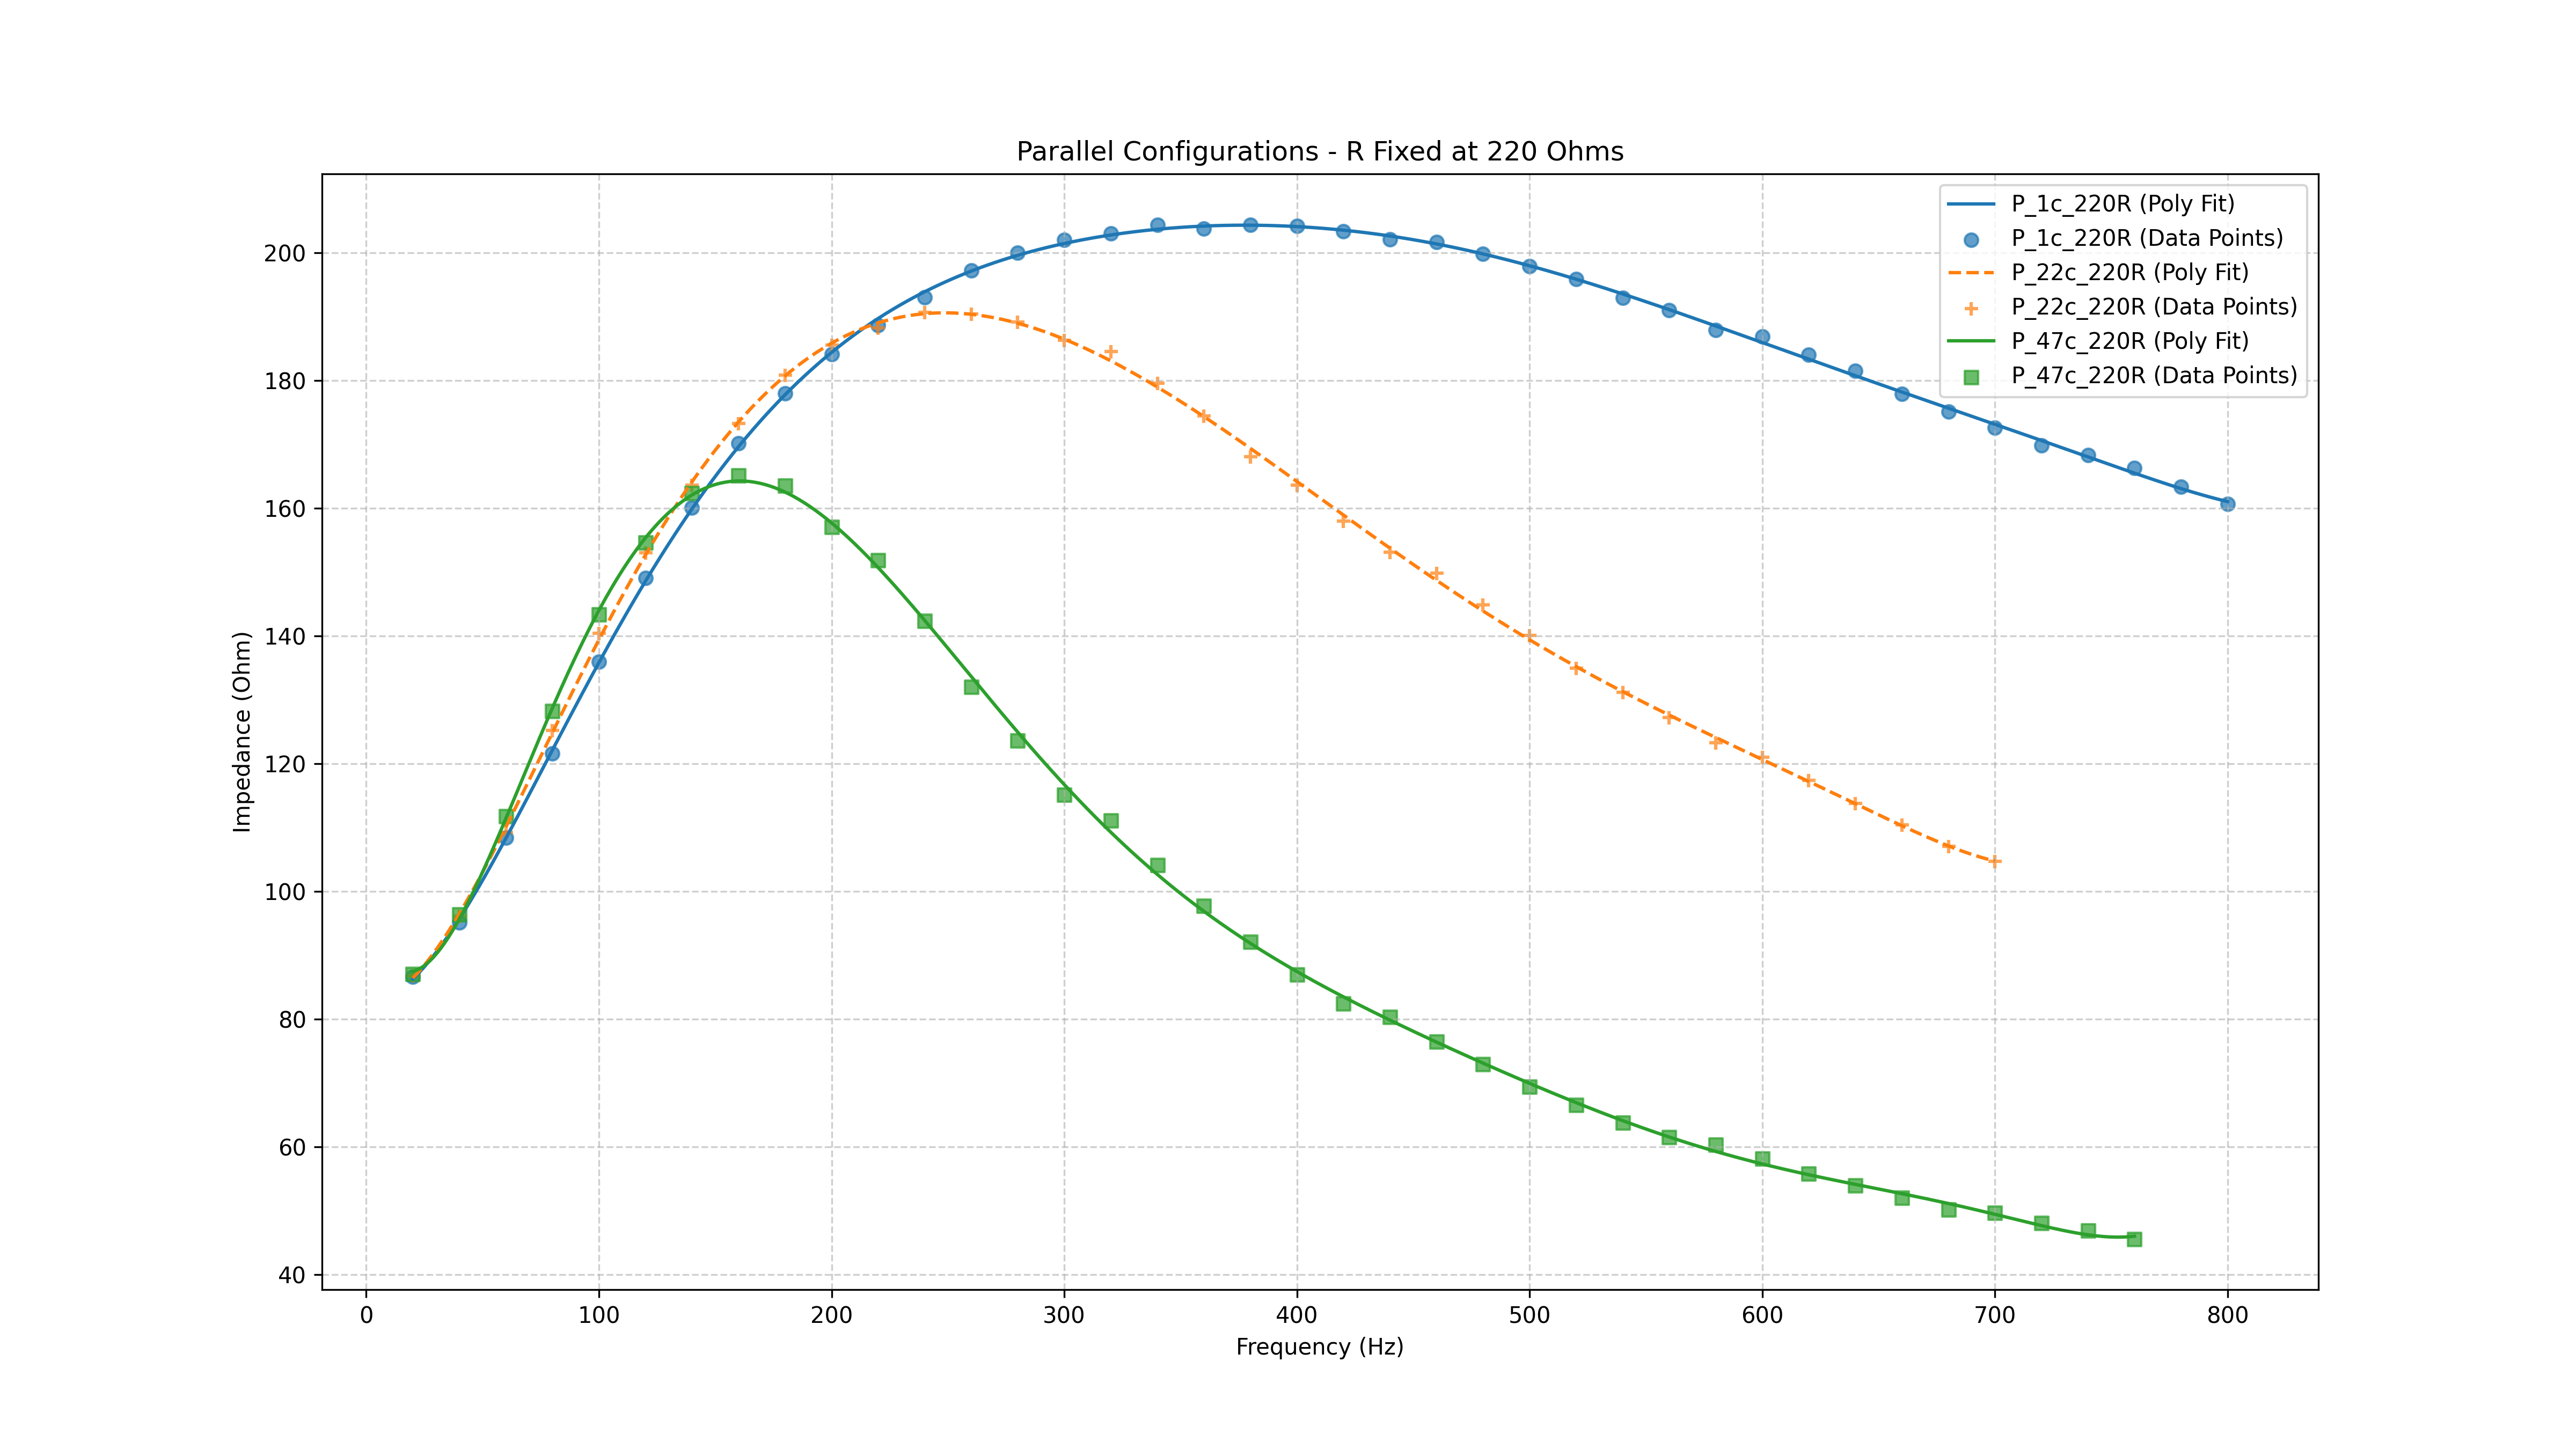 Parallel Configurations - R Fixed at 220 Ohms
P_1c_220R (Poly Fit)
P_1c_220R (Data Points)
P_22c_220R (Poly Fit)
P_22c_220R (Data Points)
P_47c_220R (Poly Fit)
P_47c_220R (Data Points)
Impedance (Ohm)
200
180
160
140
120
100
80
60
40
0 100 200 300 400 500 600 700 800
Frequency (Hz)